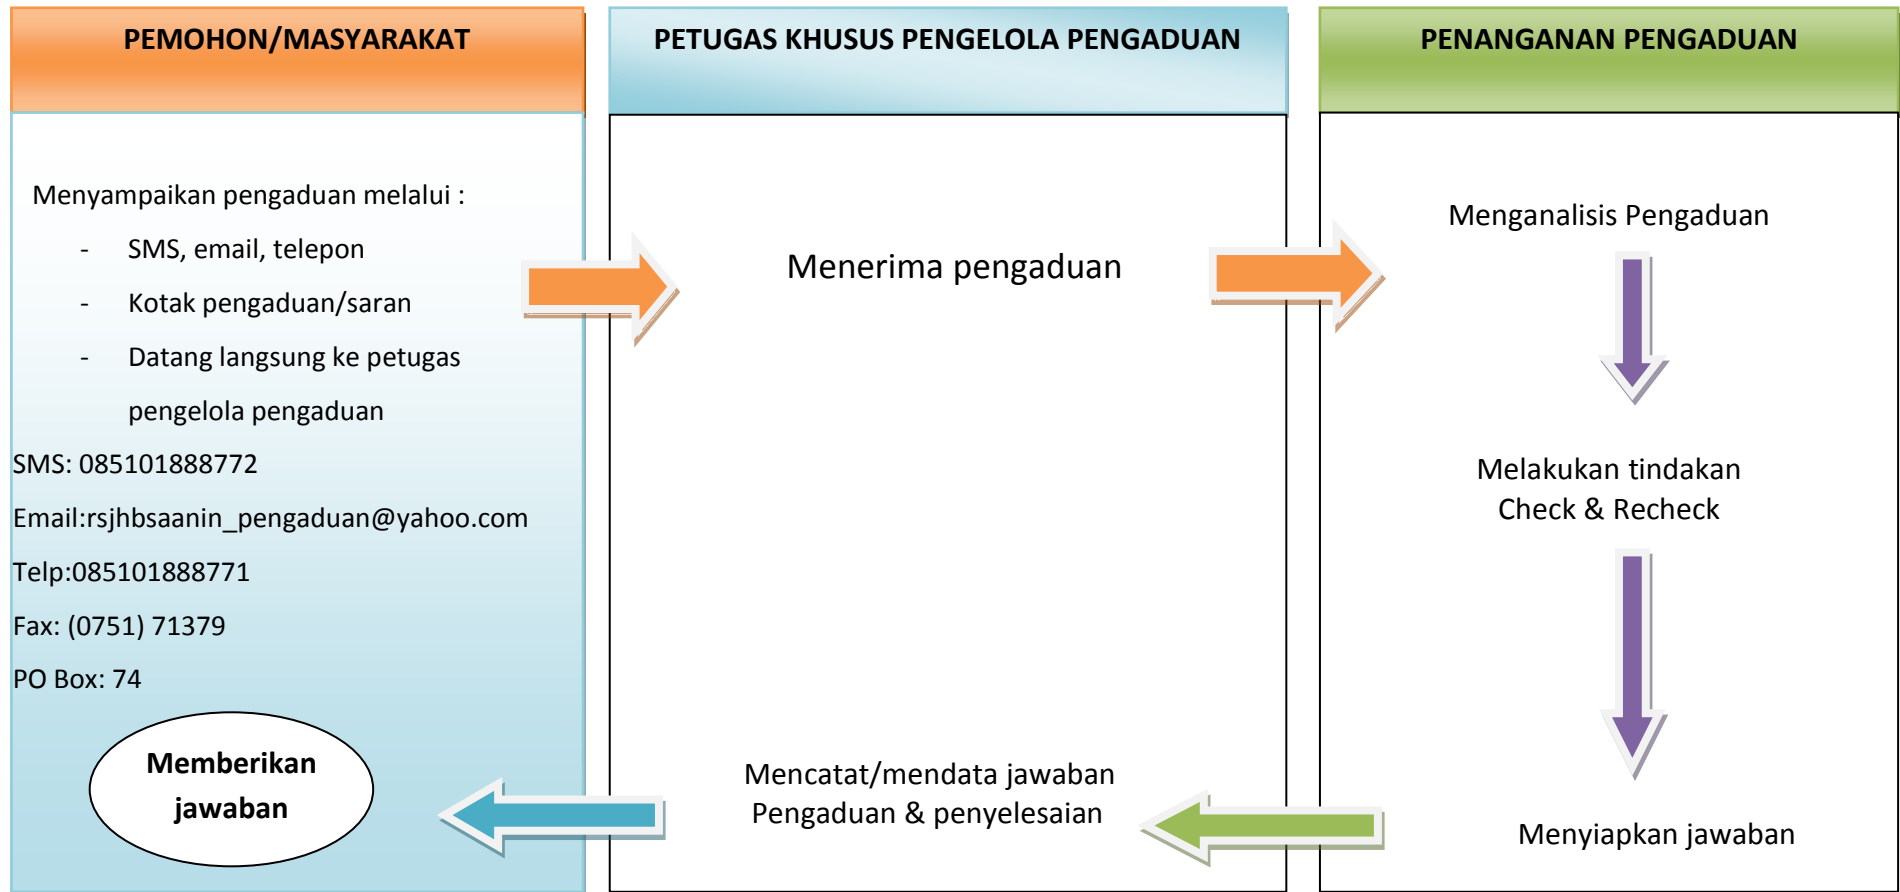 PEMOHON/MASYARAKAT
Menyampaikan pengaduan melalui :
- SMS, email, telepon
- Kotak pengaduan/saran
- Datang langsung ke petugas
pengelola pengaduan
SMS: 085101888772
Email:rsjhbsaanin_pengaduan@yahoo.com
Telp:085101888771
Fax: (0751) 71379
PO Box: 74
Memberikan
jawaban
PETUGAS KHUSUS PENGELOLA PENGADUAN
Menerima pengaduan
Mencatat/mendata jawaban
Pengaduan & penyelesaian
PENANGANAN PENGADUAN
Menganalisis Pengaduan
Melakukan tindakan
Check & Recheck
Menyiapkan jawaban